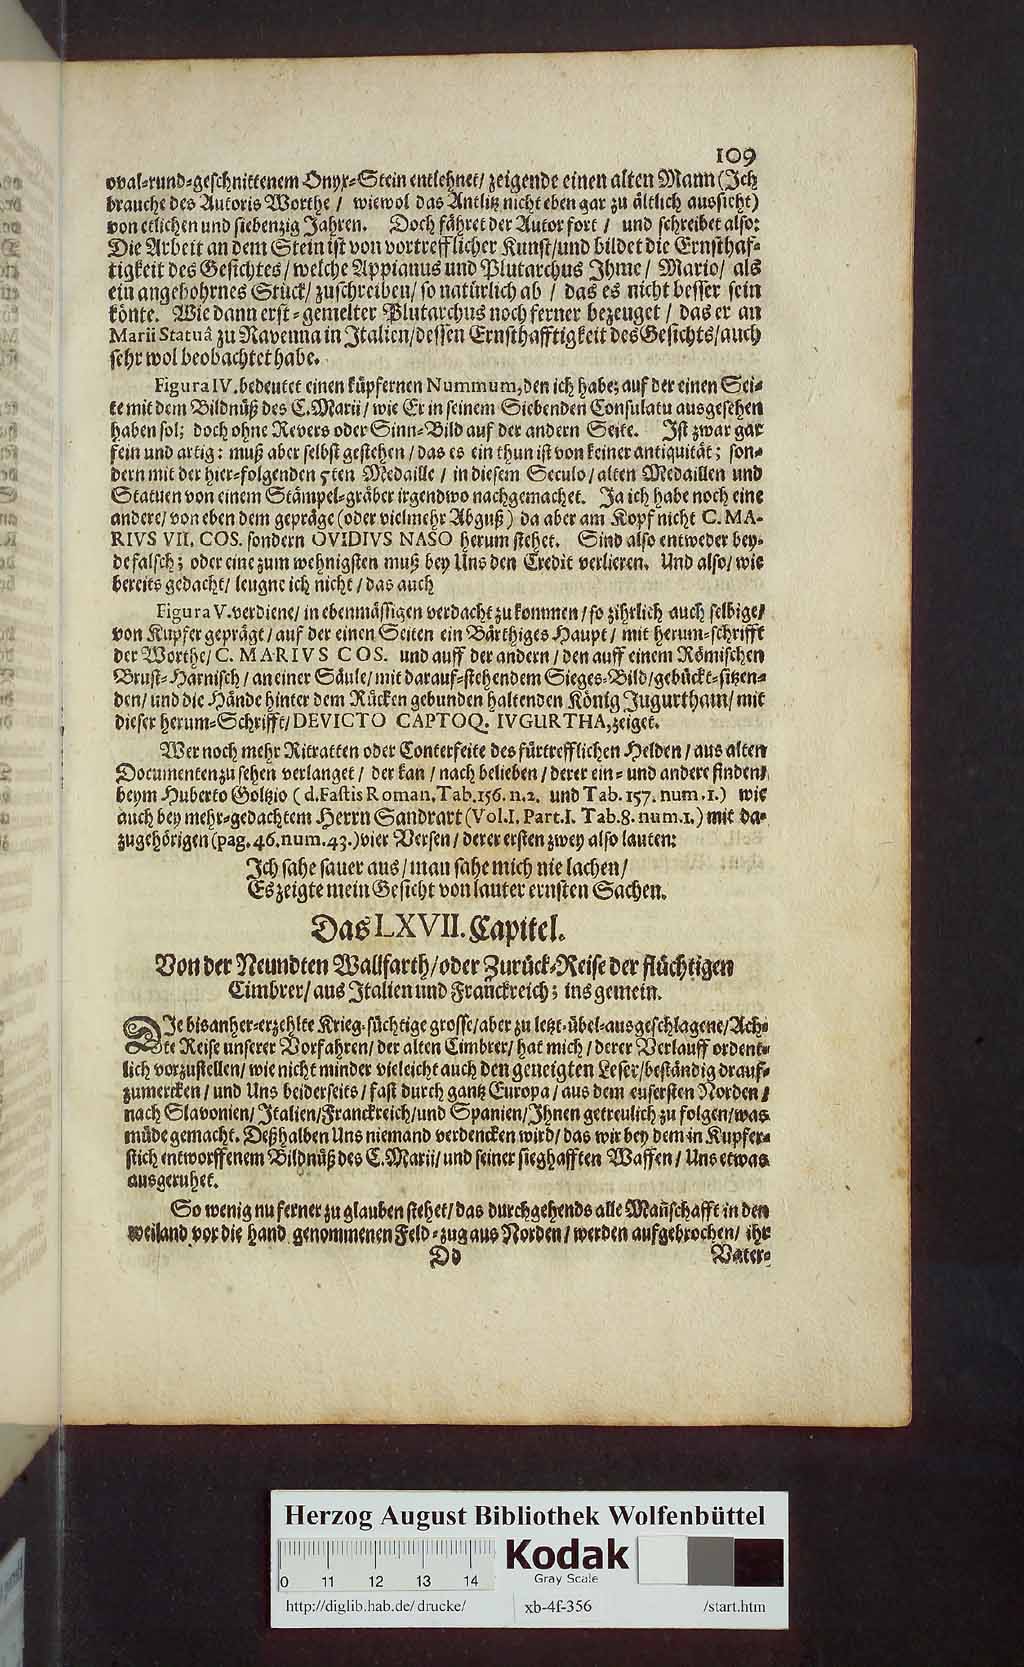 109
oval-rund-geschnittenem Onyx-Stein entlehnet/ zeigende einen alten Mann (Ich
brauche des Autoris Worthe / wiewol das Antlitz nicht eben gar zu ältlich aussicht)
von etlichen und siebenzig Jahren. Doch fähret der Autor fort / und schreibet also:
Die Arbeit an dem Stein ist von vortrefflicher Kunst/und bildet die Ernsthaf-
tigkeit des Gesichtes/ welche Appianus und Plutarchus Ihme/ Mario/ als
ein angebohrnes Stück/ zuschreiben/ so natürlich ab / das es nicht besser sein
könte. Wie dann erst-gemelter Plutarchus noch ferner bezeuget / das er an
Marii Statuâ zu Ravenna in Italien/dessen Ernsthafftigkeit des Gesichts/auch
sehr wol beobachtet habe.
Figura IV. bedeutet einen küpfernen Nummum, den ich habe; auf der einen Sei-
te mit dem Bildnüß des C. Marii/ wie Er in seinem Siebenden Consulatu ausgesehen
haben sol; doch ohne Revers oder Sinn-Bild auf der andern Seite. Ist zwar gar
fein und artig: muß aber selbst gestehen/ das es ein thun ist von keiner antiquität; son-
dern mit der hier-folgenden 5ten Medaille / in diesem Seculo/ alten Medaillen und
Statuen von einem Stämpel-gräber irgendwo nachgemachet. Ja ich habe noch eine
andere/ von eben dem gepräge (oder vielmehr Abguß) da aber am Kopf nicht C. MA-
RIVS VII. COS. sondern OVIDIVS NASO herum stehet. Sind also entweder bey-
de falsch; oder eine zum wehnigsten muß bey Uns den Credit verlieren. Und also/ wie
bereits gedacht/ leugne ich nicht/ das auch
Figura V. verdiene/ in ebenmässigen verdacht zu kommen/ so zihrlich auch selbige/
von Kupfer geprägt/ auf der einen Seiten ein Bärthiges Haupt/ mit herum-schrifft
der Worthe/ C. MARIVS COS. und auff der andern/ den auff einem Römischen
Brust-Harnisch/ an einer Säule/ mit darauf-stehendem Sieges-Bild/ gebückt-sitzen-
den/ und die Hände hinter dem Rücken gebunden haltenden König Jugurtham/ mit
dieser herum-Schrifft/ DEVICTO CAPTOQ. IVGURTHA, zeiget.
Wer noch mehr Ritratten oder Conterfeite des fürtrefflichen Helden/ aus alten
Documenten zu sehen verlanget/ der kan/ nach belieben/ derer ein- und andere finden/
beym Huberto Goltzio ( d. Fastis Roman. Tab. 156. n. 2. und Tab. 157. num. 1.) wie
auch bey mehr-gedachtem Herrn Sandrart (Vol. I. Part. I. Tab. 8. num. 1.) mit da-
zugehörigen (pag. 46. num. 43.) vier Versen/ derer ersten zwey also lauten:
Ich sahe sauer aus/ man sahe mich nie lachen/
Es zeigte mein Gesicht von lauter ernsten Sachen.
Das LXVII. Capitel.
Von der Neundten Wallfarth/ oder Zurück-Reise der flüchtigen
Cimbrer/ aus Italien und Franckreich; ins gemein.
DIe bisanher-erzehlte Krieg-süchtige grosse/ aber zu letzt-übel-ausgeschlagene/ Ach-
te Reise unserer Vorfahren/ der alten Cimbrer/ hat mich/ derer Verlauff ordent-
lich vorzustellen/ wie nicht minder vieleicht auch den geneigten Leser/ beständig drauf-
zumercken/ und Uns beiderseits/ fast durch gantz Europa/ aus dem eusersten Norden/
nach Slavonien/ Italien/ Franckreich/ und Spanien/ Ihnen getreulich zu folgen/ was
müde gemacht. Deßhalben Uns niemand verdencken wird/ das wir bey dem in Kupfer-
stich entworffenem Bildnüß des C. Marii/ und seiner sieghafften Waffen/ Uns etwas
ausgeruhet.
So wenig nu ferner zu glauben stehet/ das durchgehends alle Mañschafft in den
weiland vor die hand genommenen Feld-zug aus Norden/ werden aufgebrochen/ ihr
Dd Vater-
Herzog August Bibliothek Wolfenbüttel
0 11 12 13 14
Kodak
Gray Scale
http://diglib.hab.de/drucke/ xb-4f-356 /start.htm